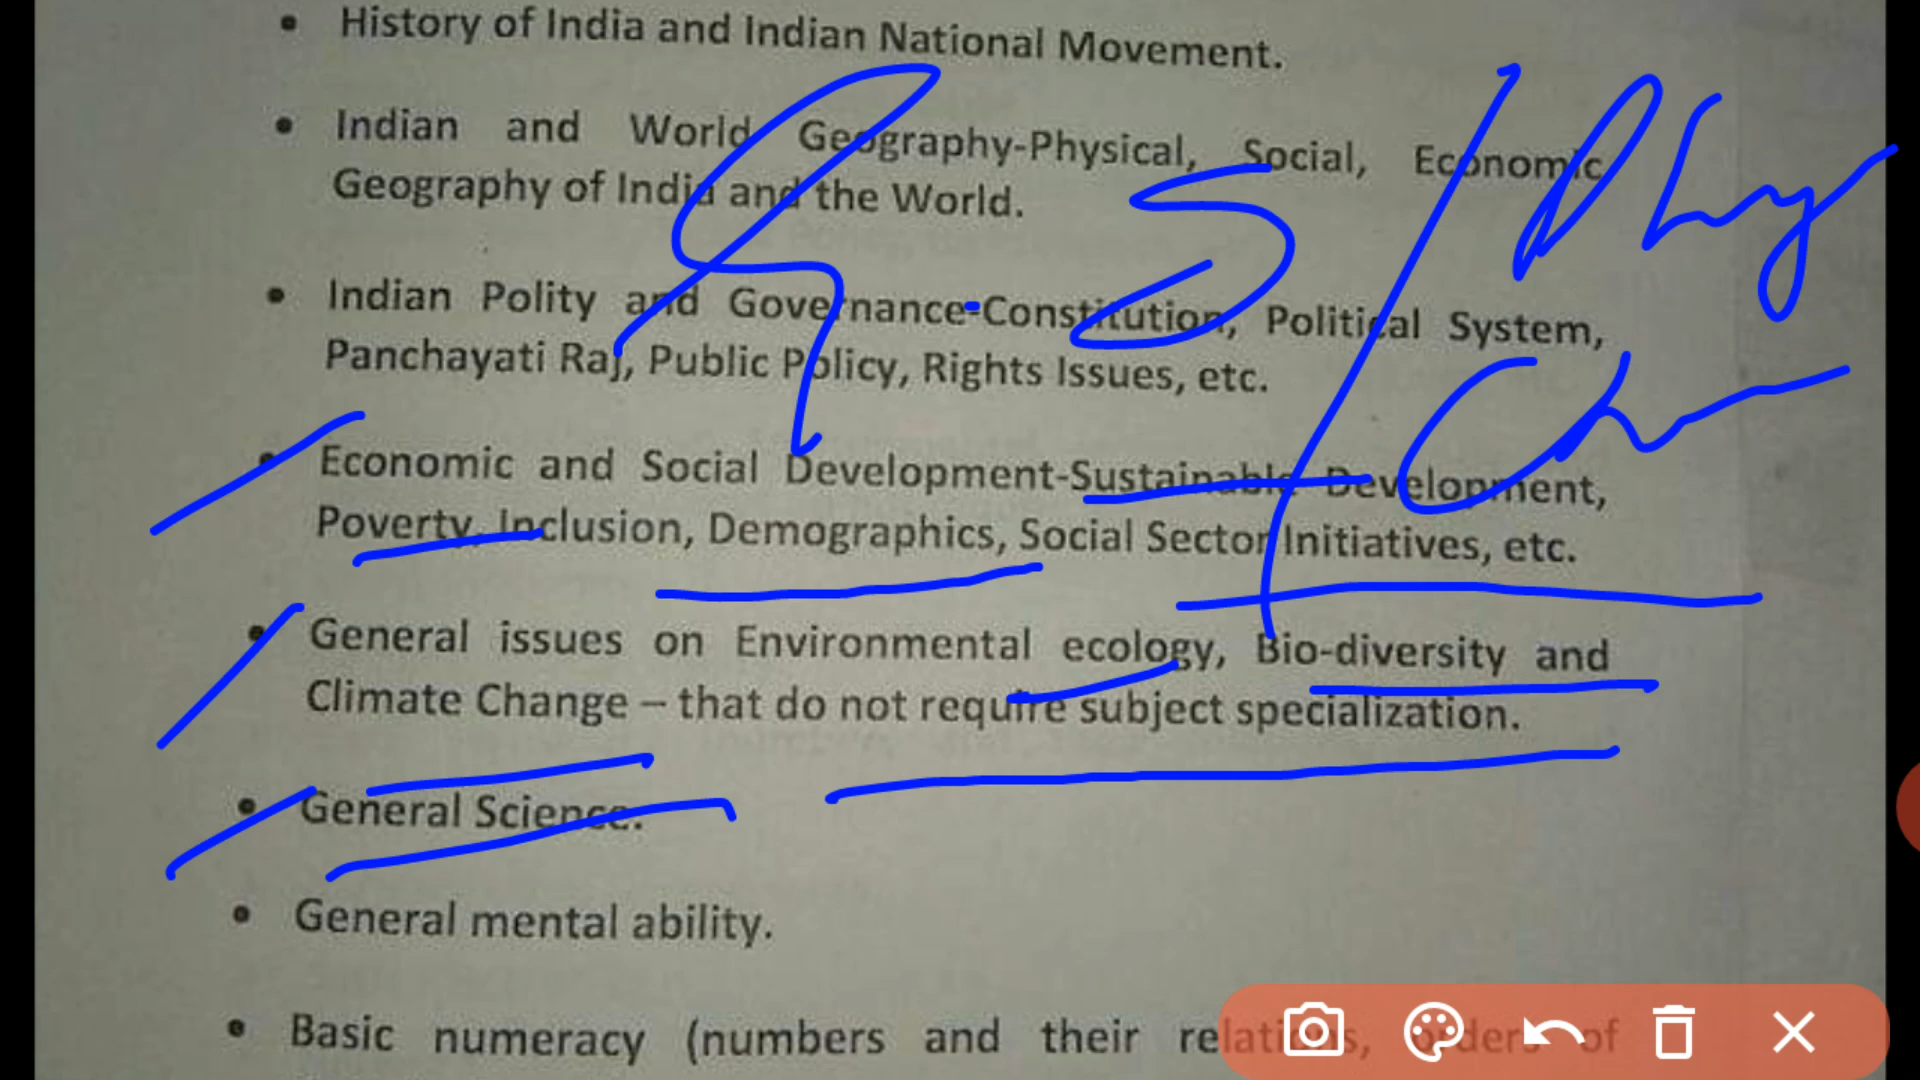 • History of India and Indian National Movement.
• Indian and World Geography-Physical, Social, Economic
Geography of India and the World.
• Indian Polity and Governance-Constitution, Political System,
Panchayati Raj, Public Policy, Rights Issues, etc.
• Economic and Social Development-Sustainable Development,
Poverty, Inclusion, Demographics, Social Sector Initiatives, etc.
• General issues on Environmental ecology, Bio-diversity and
Climate Change – that do not require subject specialization.
• General Science.
• General mental ability.
• Basic numeracy (numbers and their relations, orders of
S
Phy